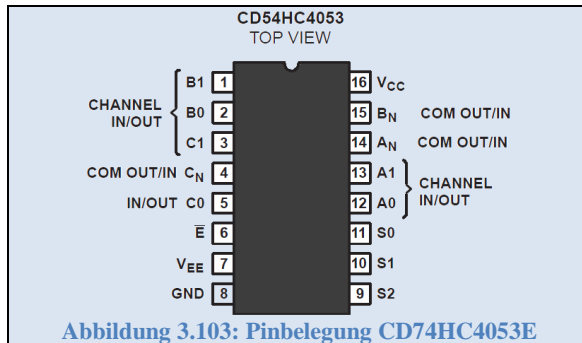 CD54HC4053
TOP VIEW
B1 1 16 VCC
CHANNEL IN/OUT B0 2 15 BN COM OUT/IN
C1 3 14 AN COM OUT/IN
COM OUT/IN CN 4 13 A1 CHANNEL IN/OUT
IN/OUT C0 5 12 A0
E̅ 6 11 S0
VEE 7 10 S1
GND 8 9 S2
Abbildung 3.103: Pinbelegung CD74HC4053E